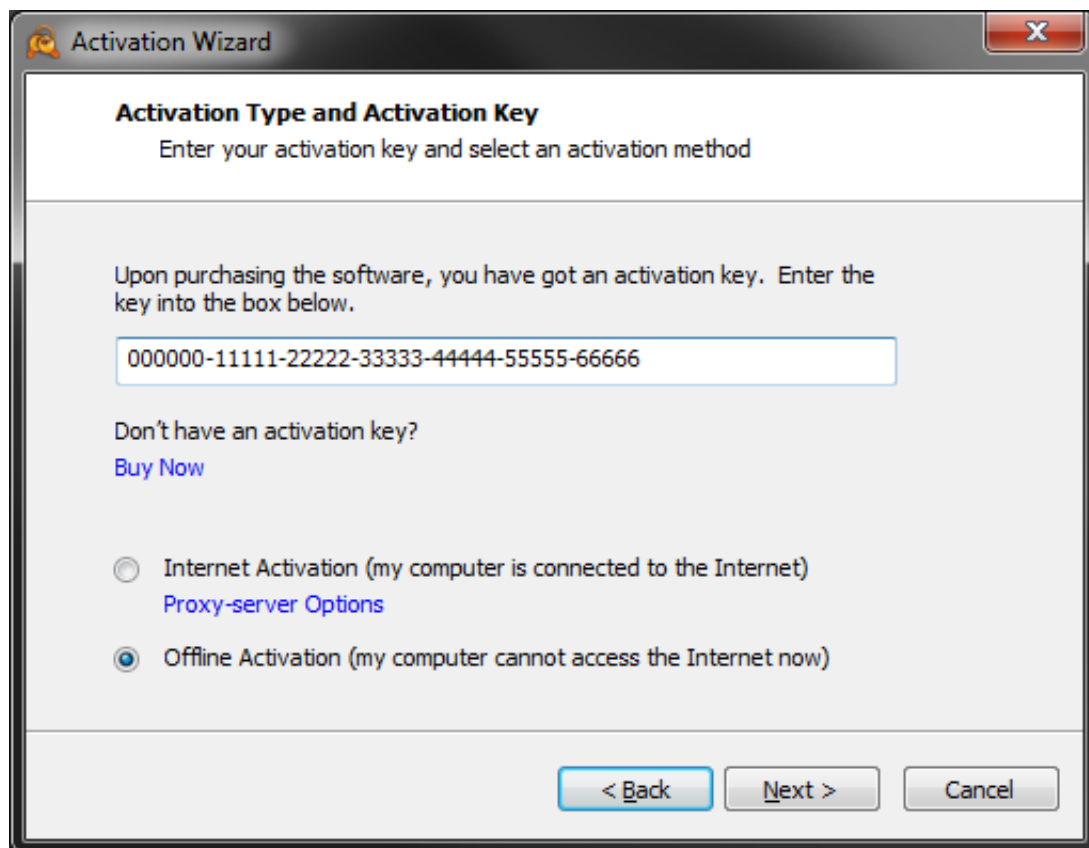 Activation Wizard
Activation Type and Activation Key
Enter your activation key and select an activation method
Upon purchasing the software, you have got an activation key.  Enter the
key into the box below.
000000-11111-22222-33333-44444-55555-66666
Don't have an activation key?
Buy Now
Internet Activation (my computer is connected to the Internet)
Proxy-server Options
Offline Activation (my computer cannot access the Internet now)
< Back
Next >
Cancel